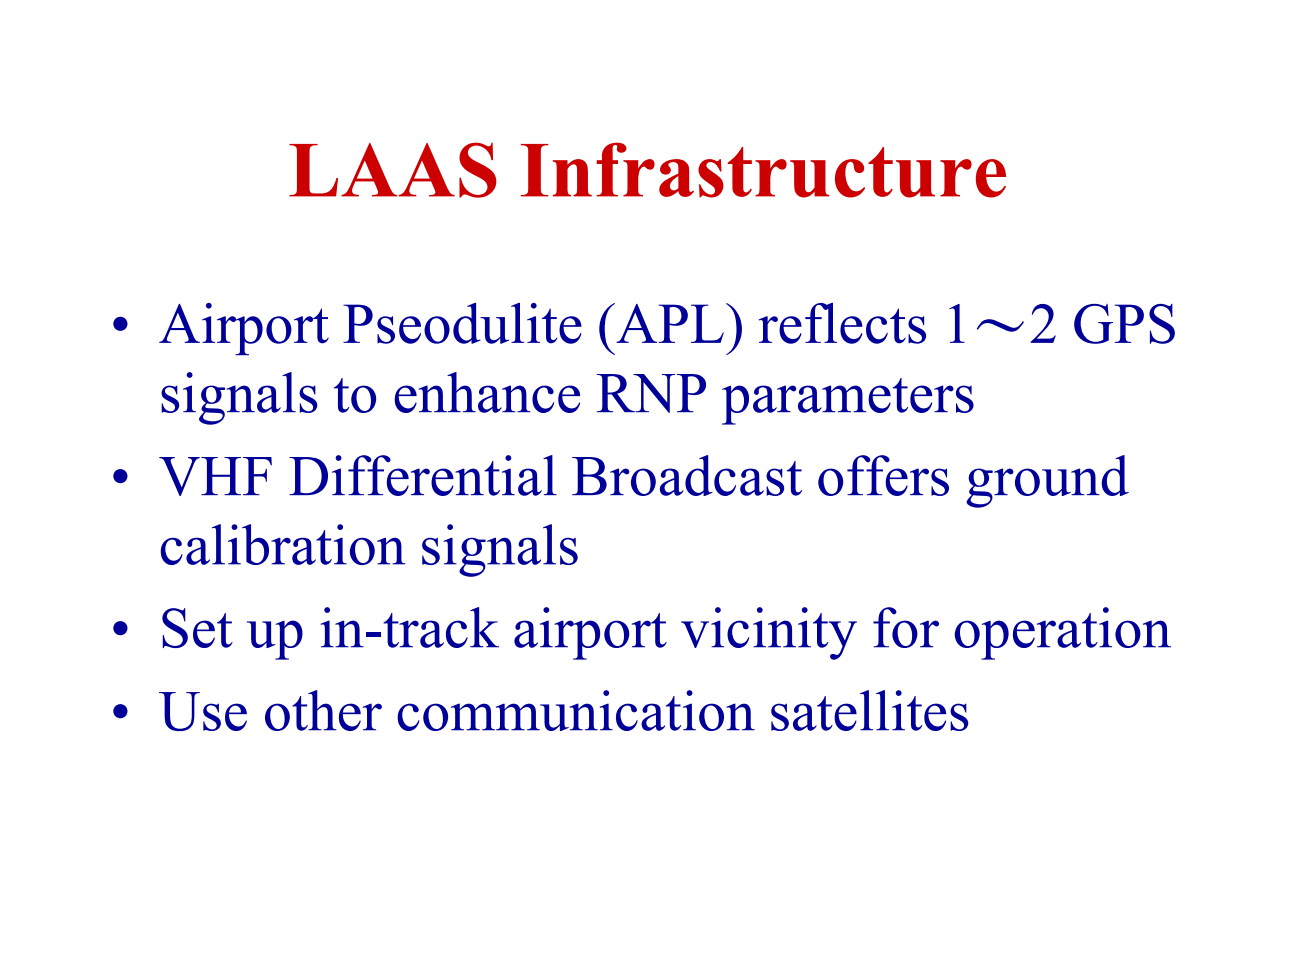 LAAS Infrastructure
• Airport Pseodulite (APL) reflects 1～2 GPS
signals to enhance RNP parameters
• VHF Differential Broadcast offers ground
calibration signals
• Set up in-track airport vicinity for operation
• Use other communication satellites